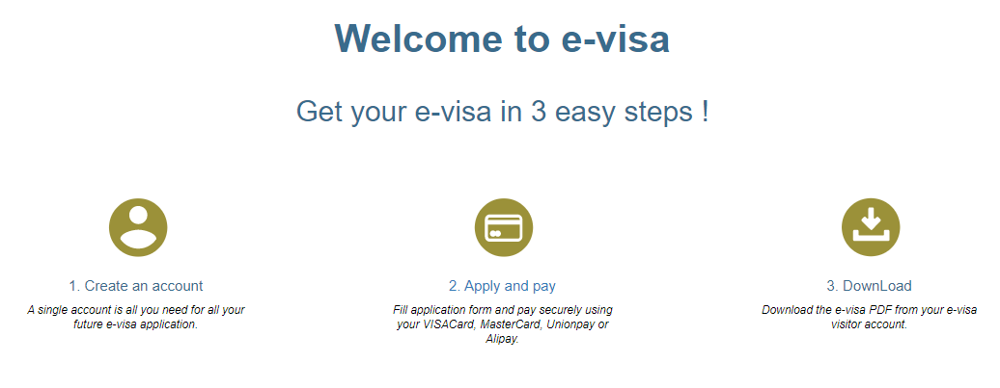 Welcome to e-visa
Get your e-visa in 3 easy steps !
1. Create an account
A single account is all you need for all your
future e-visa application.
2. Apply and pay
Fill application form and pay securely using
your VISACard, MasterCard, Unionpay or
Alipay.
3. DownLoad
Download the e-visa PDF from your e-visa
visitor account.